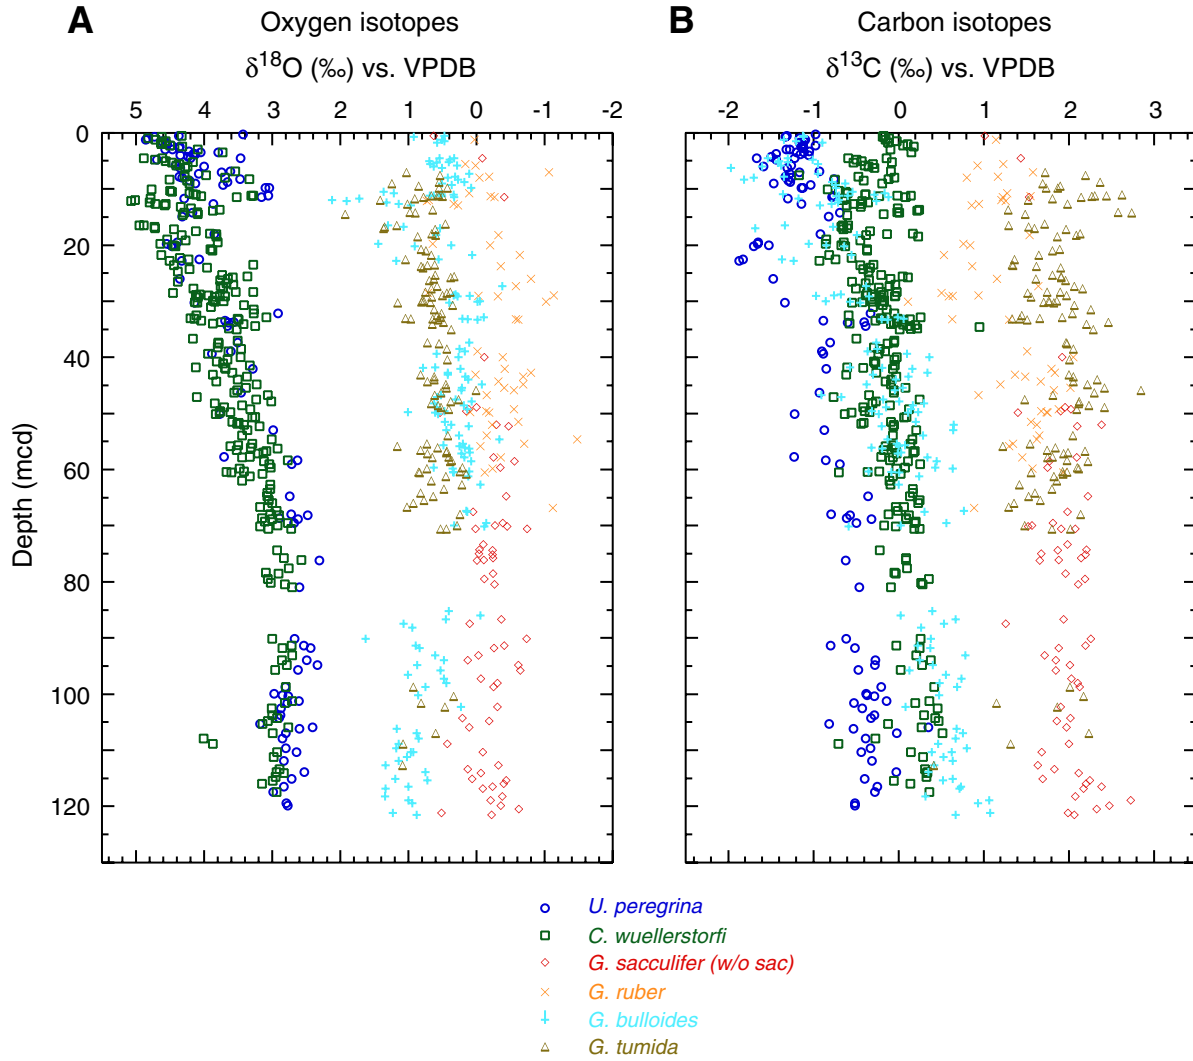 A
Oxygen isotopes
δ18O (‰) vs. VPDB
5 4 3 2 1 0 -1 -2
B
Carbon isotopes
δ13C (‰) vs. VPDB
-2 -1 0 1 2 3
Depth (mcd)
0
20
40
60
80
100
120
U. peregrina
C. wuellerstorfi
G. sacculifer (w/o sac)
G. ruber
G. bulloides
G. tumida